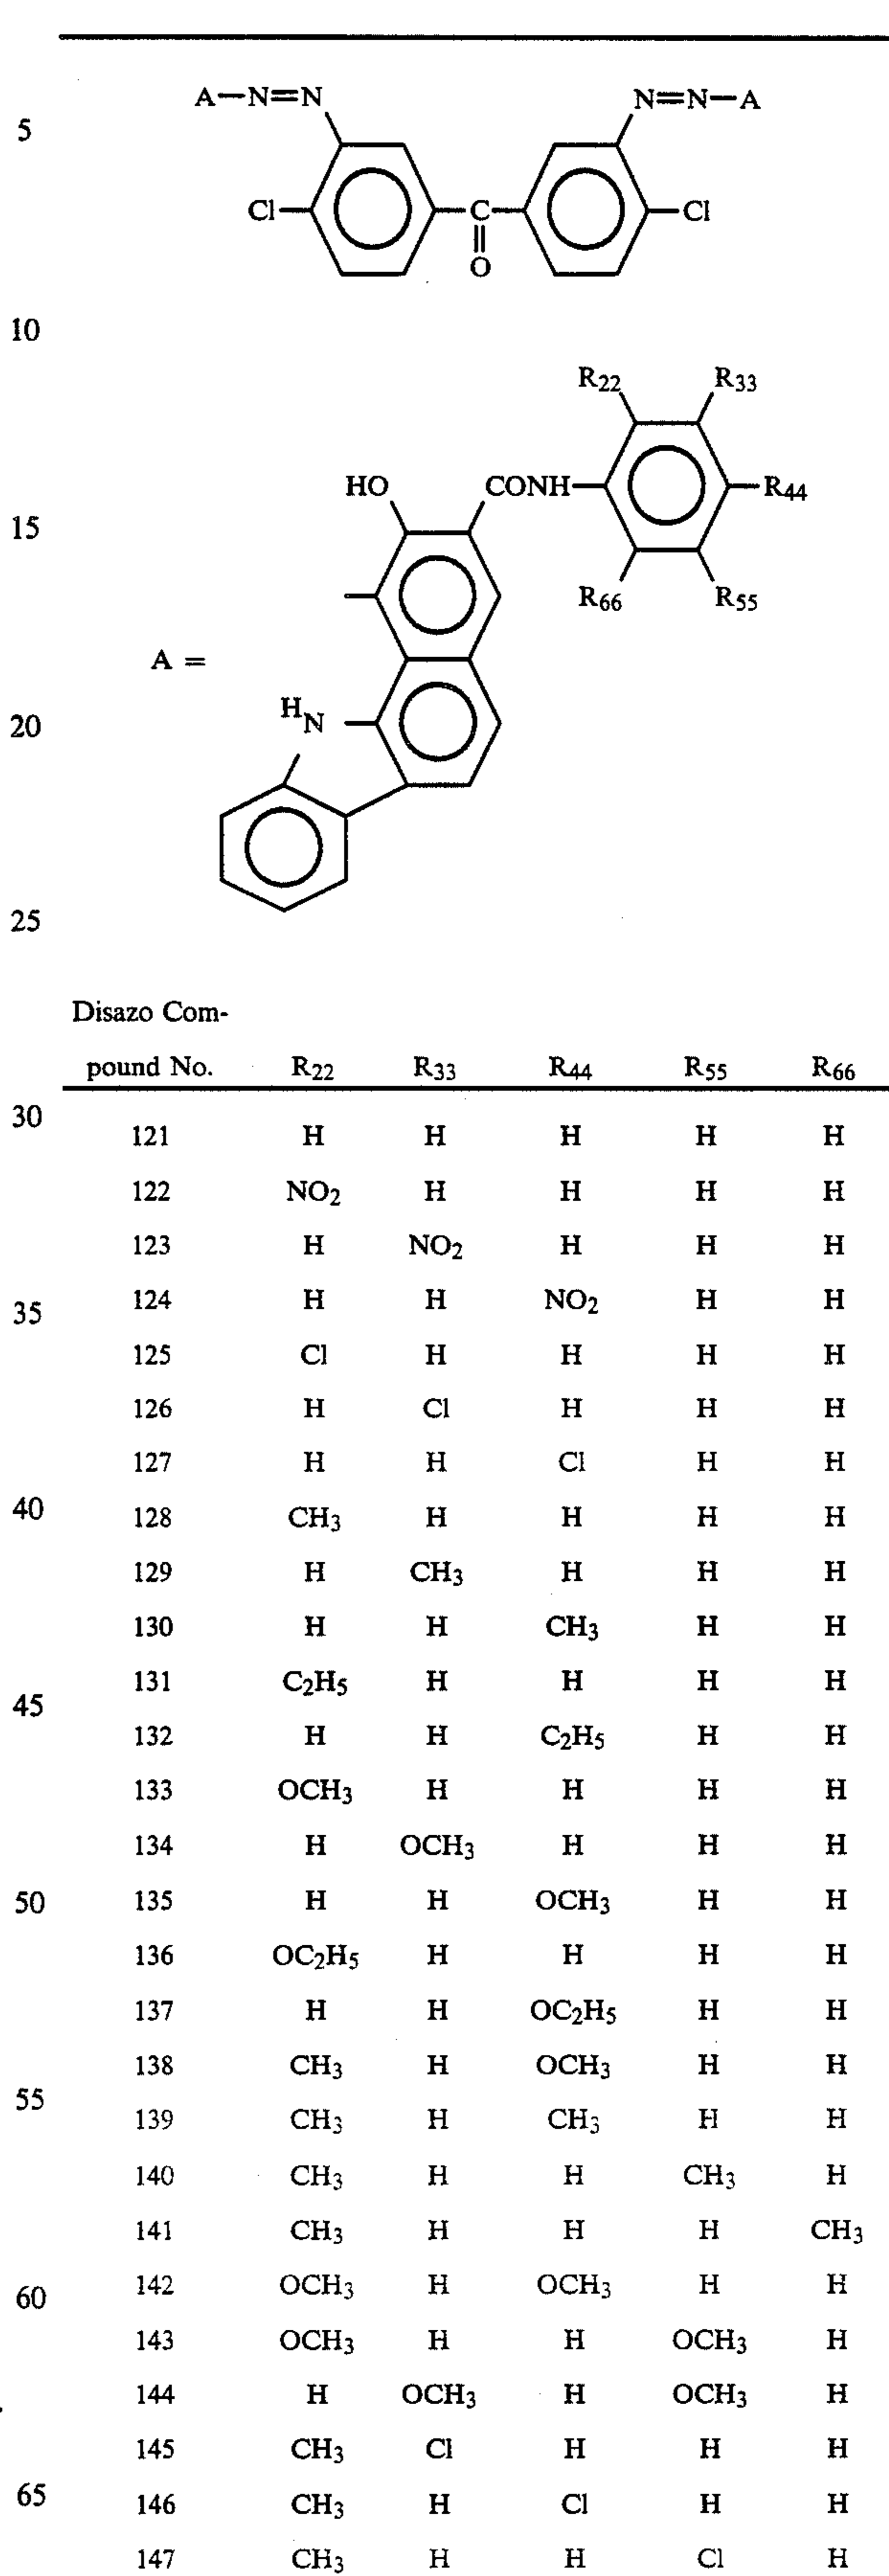 A—N=N N=N—A
5
Cl C Cl
O
10
R22 R33
HO CONH R44
15
R66 R55
A =
H
N
20
25
Disazo Com-
pound No. R22 R33 R44 R55 R66
30
121 H H H H H
122 NO2 H H H H
123 H NO2 H H H
35
124 H H NO2 H H
125 Cl H H H H
126 H Cl H H H
127 H H Cl H H
40
128 CH3 H H H H
129 H CH3 H H H
130 H H CH3 H H
131 C2H5 H H H H
45
132 H H C2H5 H H
133 OCH3 H H H H
134 H OCH3 H H H
50
135 H H OCH3 H H
136 OC2H5 H H H H
137 H H OC2H5 H H
138 CH3 H OCH3 H H
55
139 CH3 H CH3 H H
140 CH3 H H CH3 H
141 CH3 H H H CH3
60
142 OCH3 H OCH3 H H
143 OCH3 H H OCH3 H
144 H OCH3 H OCH3 H
145 CH3 Cl H H H
65
146 CH3 H Cl H H
147 CH3 H H Cl H